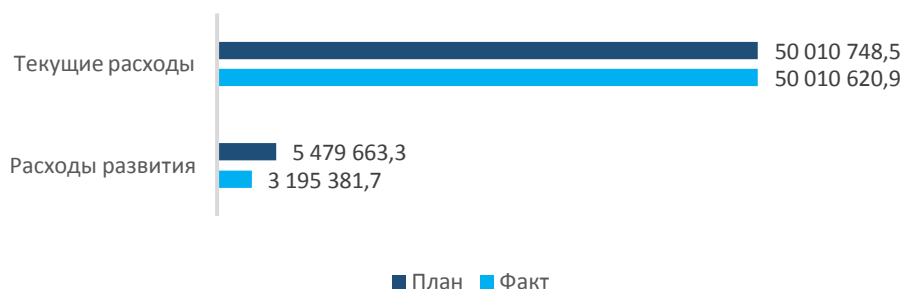 Текущие расходы
50 010 748,5
50 010 620,9
Расходы развития
5 479 663,3
3 195 381,7
План Факт